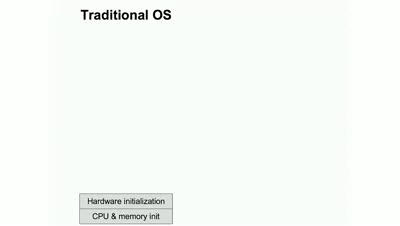 Traditional OS
Hardware initialization
CPU & memory init